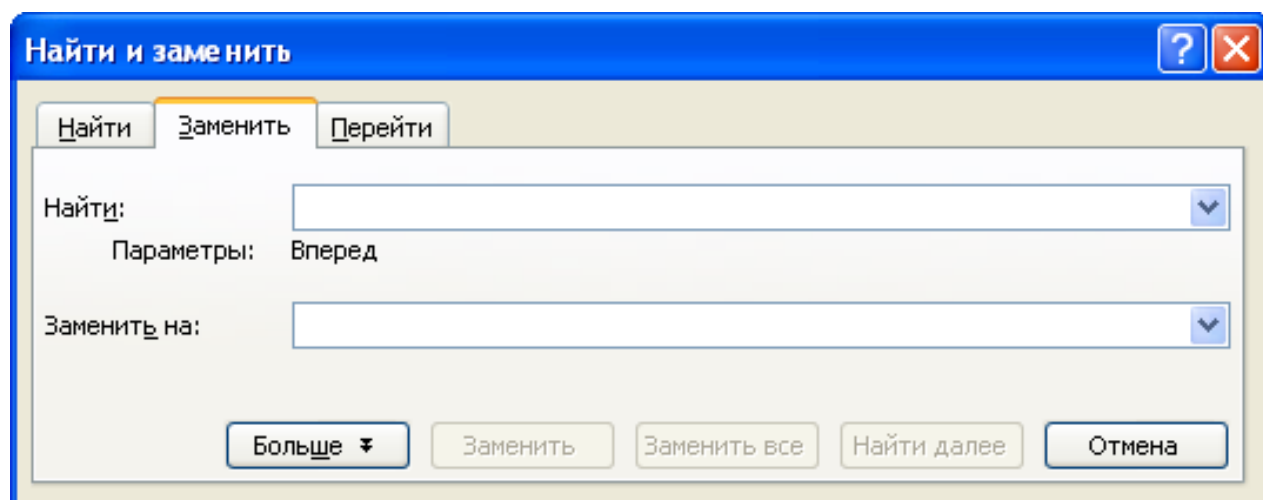 Найти и заменить
Найти Заменить Перейти
Найти:
Параметры: Вперед
Заменить на:
Больше Заменить Заменить все Найти далее Отмена